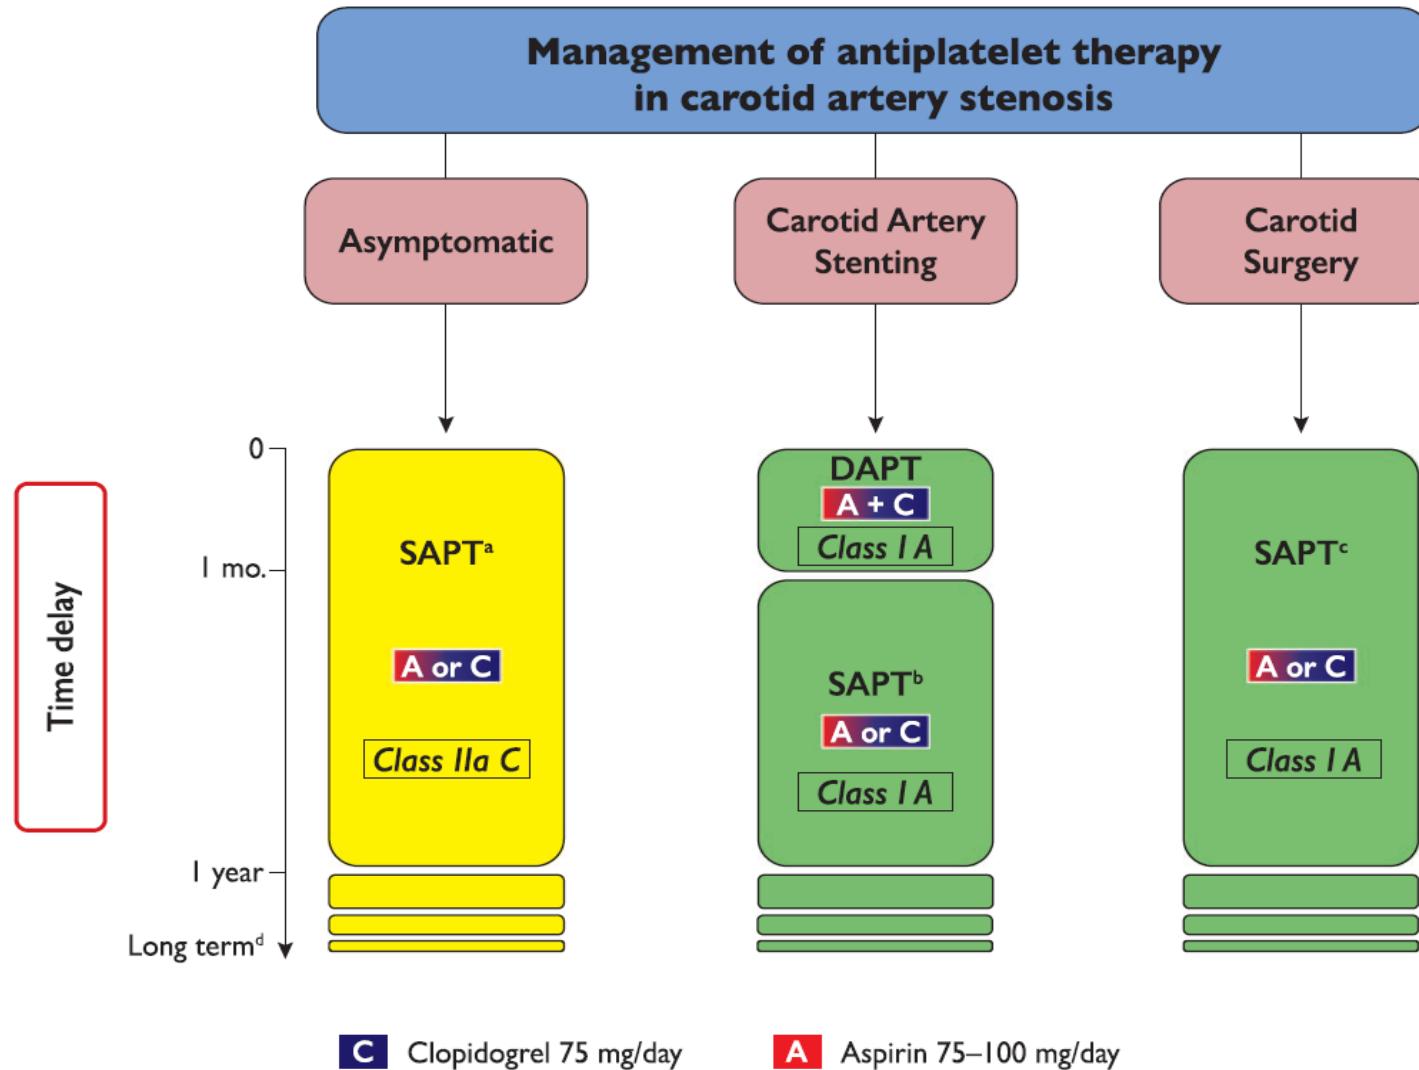 Management of antiplatelet therapy
in carotid artery stenosis
Asymptomatic
Carotid Artery
Stenting
Carotid
Surgery
Time delay
0
1 mo.
1 year
Long termᵈ
SAPTᵃ
A or C
Class IIa C
DAPT
A + C
Class I A
SAPTᵇ
A or C
Class I A
SAPTᶜ
A or C
Class I A
C Clopidogrel 75 mg/day
A Aspirin 75–100 mg/day